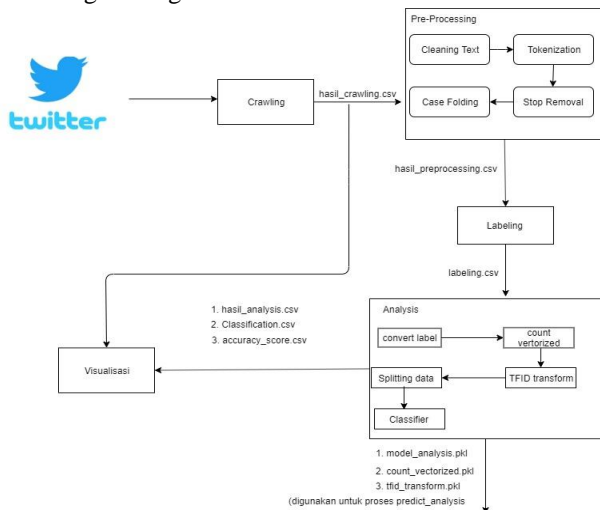 Pre-Processing
Cleaning Text
Tokenization
twitter
Crawling
hasil_crawling.csv
Case Folding
Stop Removal
hasil_preprocessing.csv
Labeling
labeling.csv
1. hasil_analysis.csv
2. Classification.csv
3. accuracy_score.csv
Analysis
convert label
count
vertorized
Visualisasi
Splitting data
TFID transform
Classifier
1. model_analysis.pkl
2. count_vectorized.pkl
3. tfid_transform.pkl
(digunakan untuk proses predict_analysis